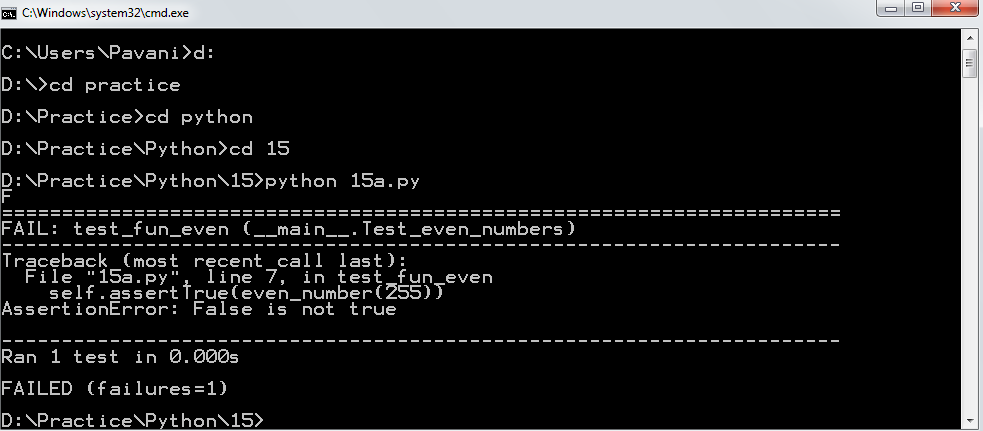 C:\Windows\system32\cmd.exe
C:\Users\Pavani>d:
D:\>cd practice
D:\Practice>cd python
D:\Practice\Python>cd 15
D:\Practice\Python\15>python 15a.py
F
======================================================================
FAIL: test_fun_even (__main__.Test_even_numbers)
----------------------------------------------------------------------
Traceback (most recent call last):
  File "15a.py", line 7, in test_fun_even
    self.assertTrue(even_number(255))
AssertionError: False is not true
----------------------------------------------------------------------
Ran 1 test in 0.000s
FAILED (failures=1)
D:\Practice\Python\15>